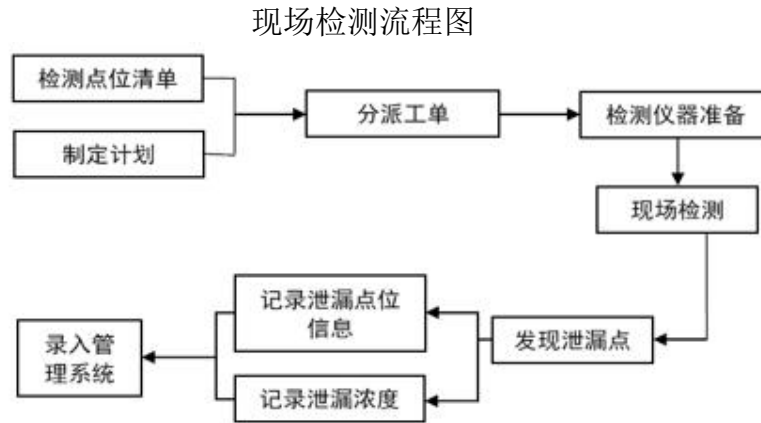 现场检测流程图
检测点位清单
制定计划
分派工单
检测仪器准备
现场检测
发现泄漏点
记录泄漏点位
信息
记录泄漏浓度
录入管
理系统